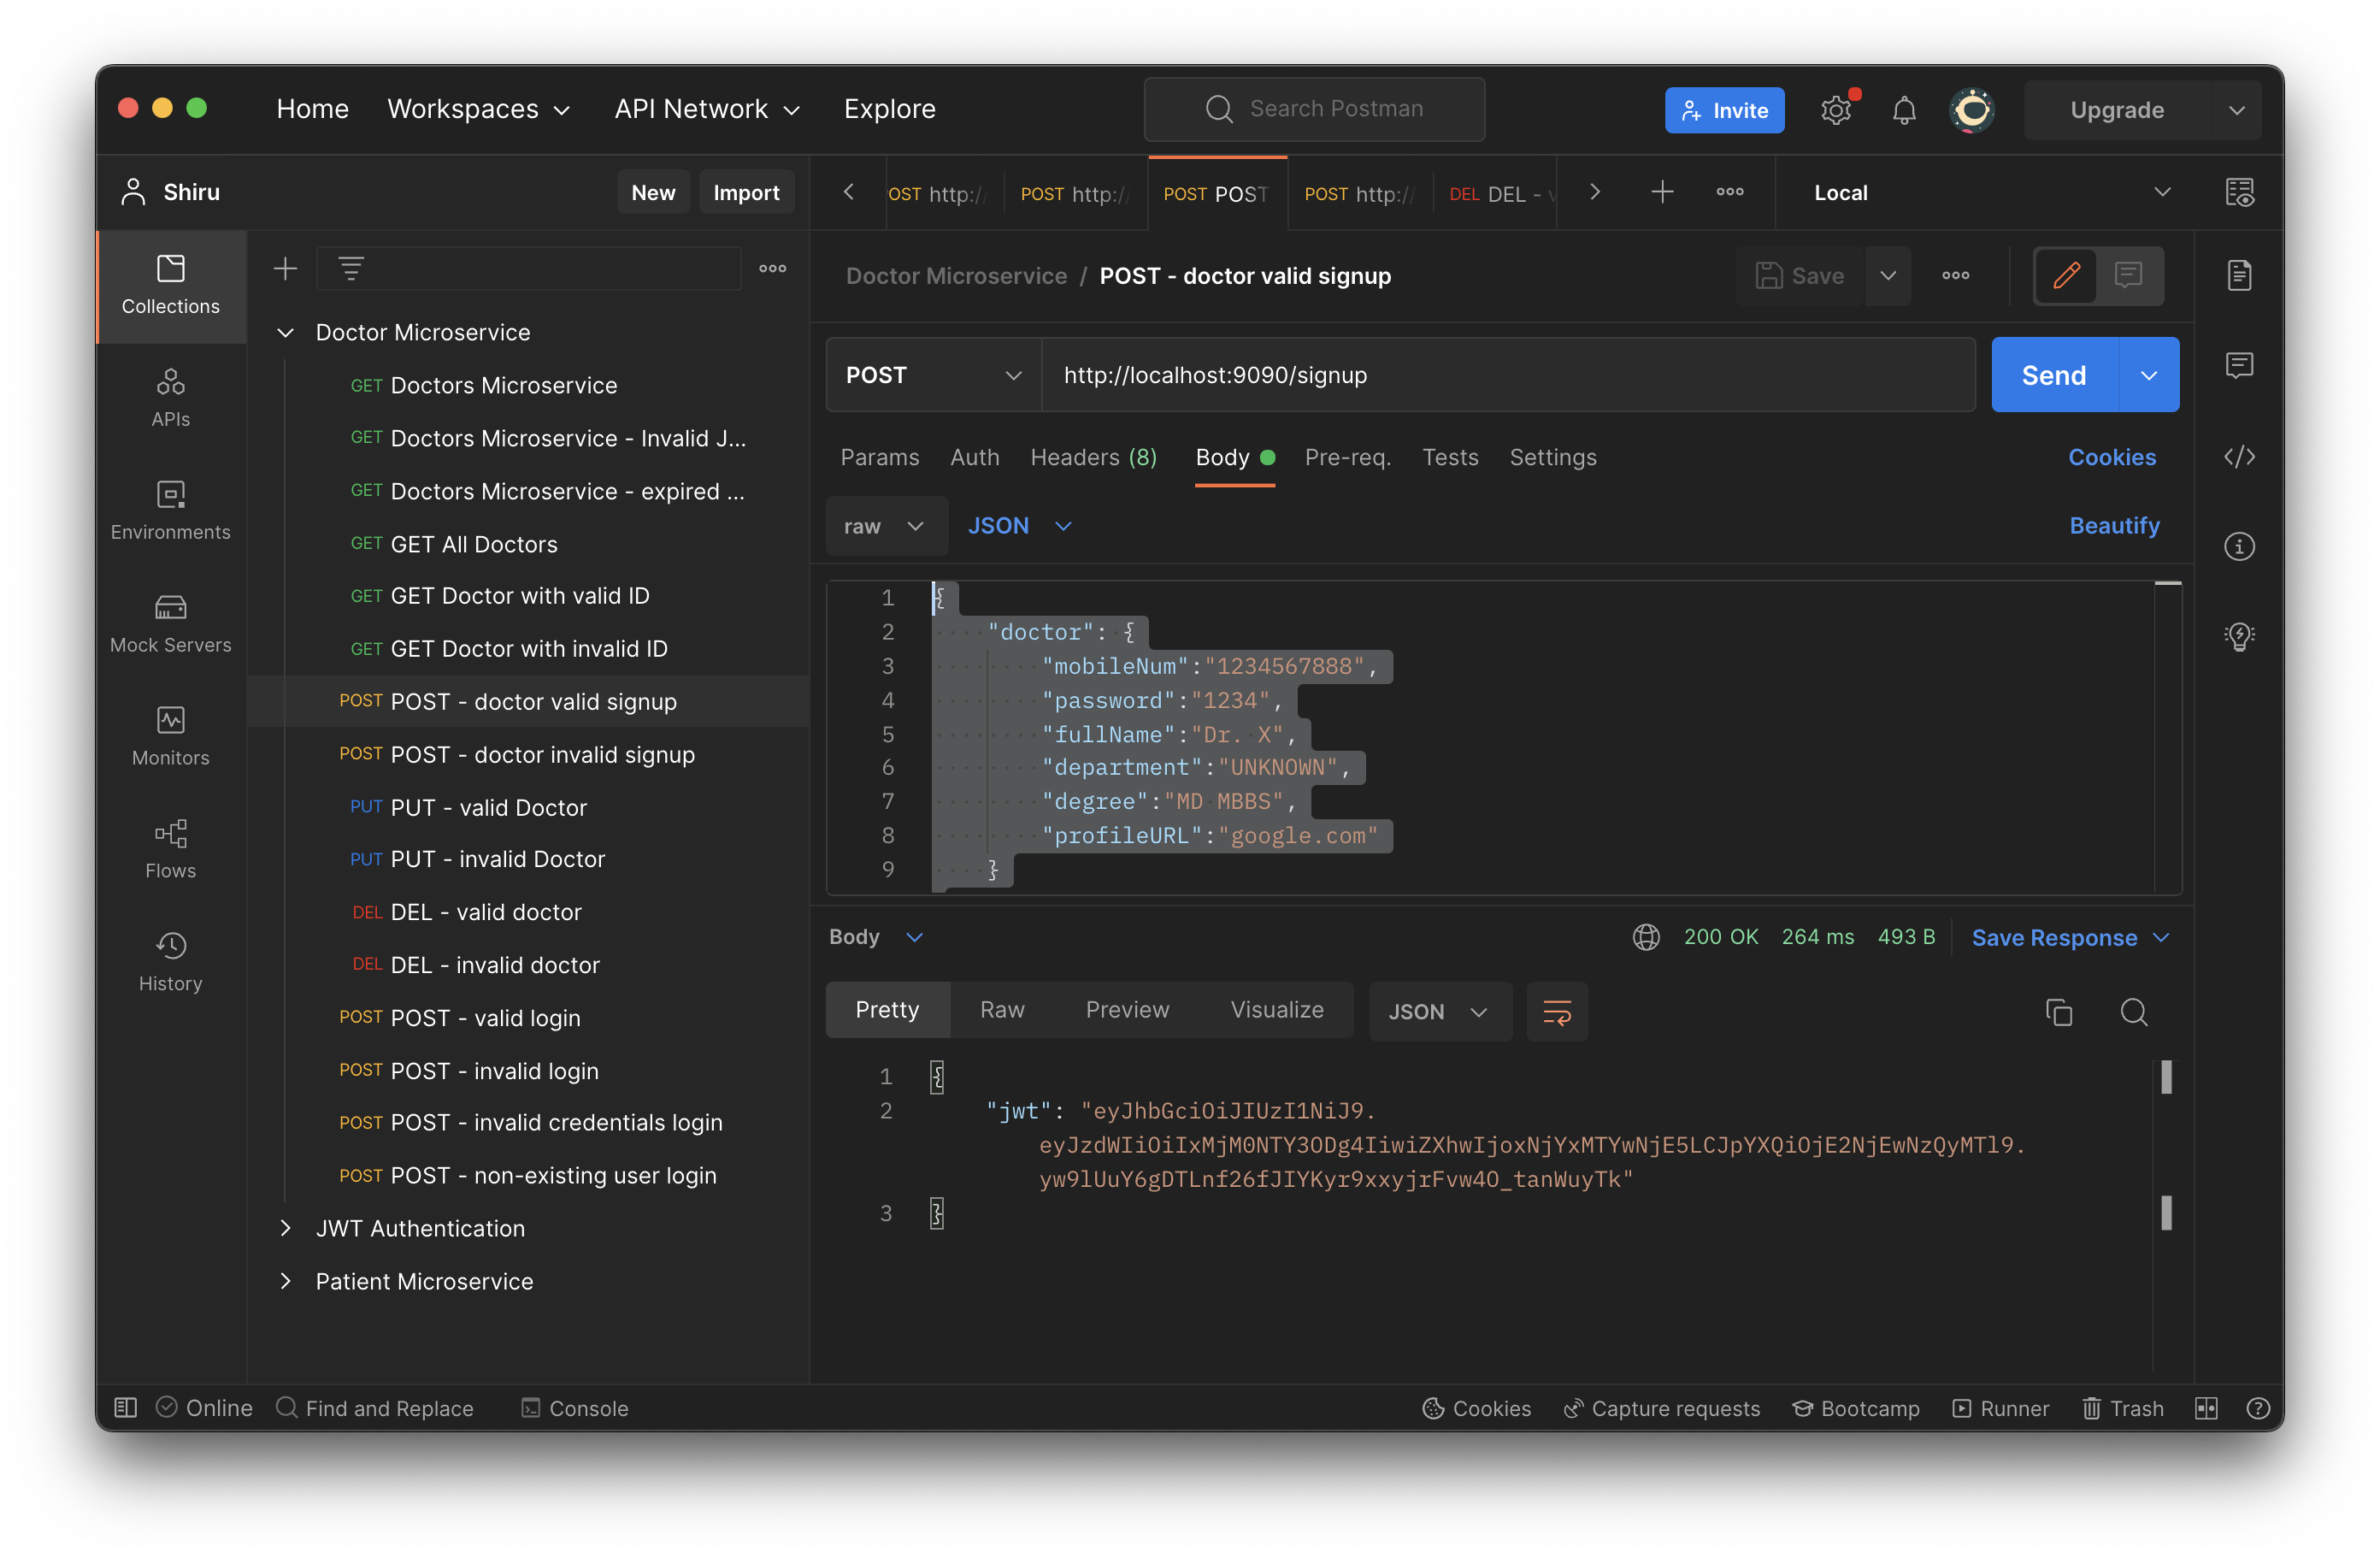 Home Workspaces API Network Explore Search Postman Invite Upgrade
Shiru New Import
OST http:// POST http:// POST POST POST http:// DEL DEL - v Local
Collections
APIs
Environments
Mock Servers
Monitors
Flows
History
Doctor Microservice
GET Doctors Microservice
GET Doctors Microservice - Invalid J...
GET Doctors Microservice - expired ...
GET GET All Doctors
GET GET Doctor with valid ID
GET GET Doctor with invalid ID
POST POST - doctor valid signup
POST POST - doctor invalid signup
PUT PUT - valid Doctor
PUT PUT - invalid Doctor
DEL DEL - valid doctor
DEL DEL - invalid doctor
POST POST - valid login
POST POST - invalid login
POST POST - invalid credentials login
POST POST - non-existing user login
JWT Authentication
Patient Microservice
Doctor Microservice / POST - doctor valid signup Save
POST http://localhost:9090/signup Send
Params Auth Headers (8) Body Pre-req. Tests Settings Cookies
raw JSON Beautify
1 {
2 "doctor": {
3 "mobileNum":"1234567888",
4 "password":"1234",
5 "fullName":"Dr. X",
6 "department":"UNKNOWN",
7 "degree":"MD MBBS",
8 "profileURL":"google.com"
9 }
Body 200 OK 264 ms 493 B Save Response
Pretty Raw Preview Visualize JSON
1 {
2 "jwt": "eyJhbGciOiJIUzI1NiJ9.
eyJzdWIiOiIxMjM0NTY3ODg4IiwiZXhwIjoxNjYxMTYwNjE5LCJpYXQiOjE2NjEwNzQyMTl9.
yw9lUuY6gDTLnf26fJIYKyr9xxyjrFvw4O_tanWuyTk"
3 }
Online Find and Replace Console Cookies Capture requests Bootcamp Runner Trash